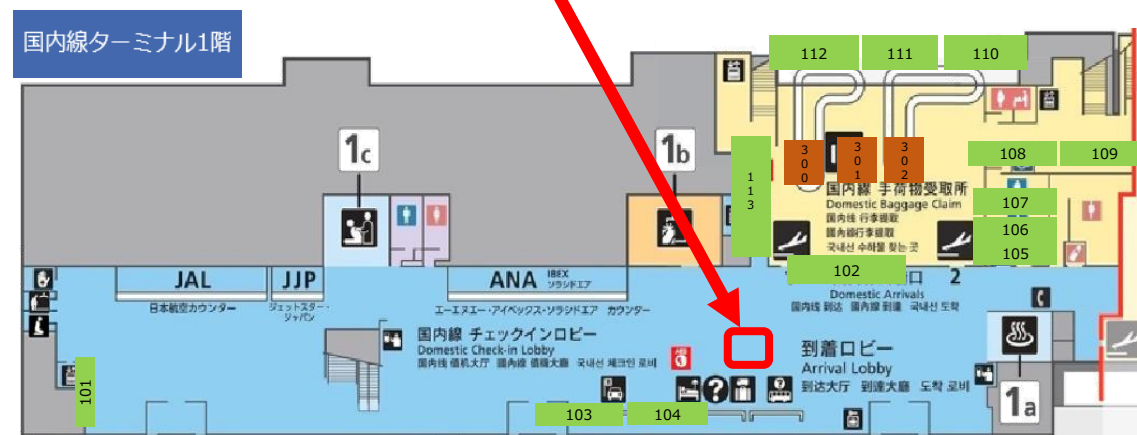 国内線ターミナル1階
112
111
110
1c
1b
300
301
302
113
108
109
国内線 手荷物受取所
Domestic Baggage Claim
国内线 行李提取
國內線行李提取
국내선 수하물 찾는 곳
107
106
105
102
口 2
Domestic Arrivals
国内线 到达 國內線 到達 국내선 도착
JAL
日本航空カウンター
JJP
ジェットスター・
ジャパン
ANA
IBEX
ソラシドエア
エーエヌエー・アイベックス・ソラシドエア カウンター
国内線 チェックインロビー
Domestic Check-in Lobby
国内线 值机大厅 國內線 值機大廳 국내선 체크인 로비
AED
到着ロビー
Arrival Lobby
到达大厅 到達大廳 도착 로비
101
103
104
1a